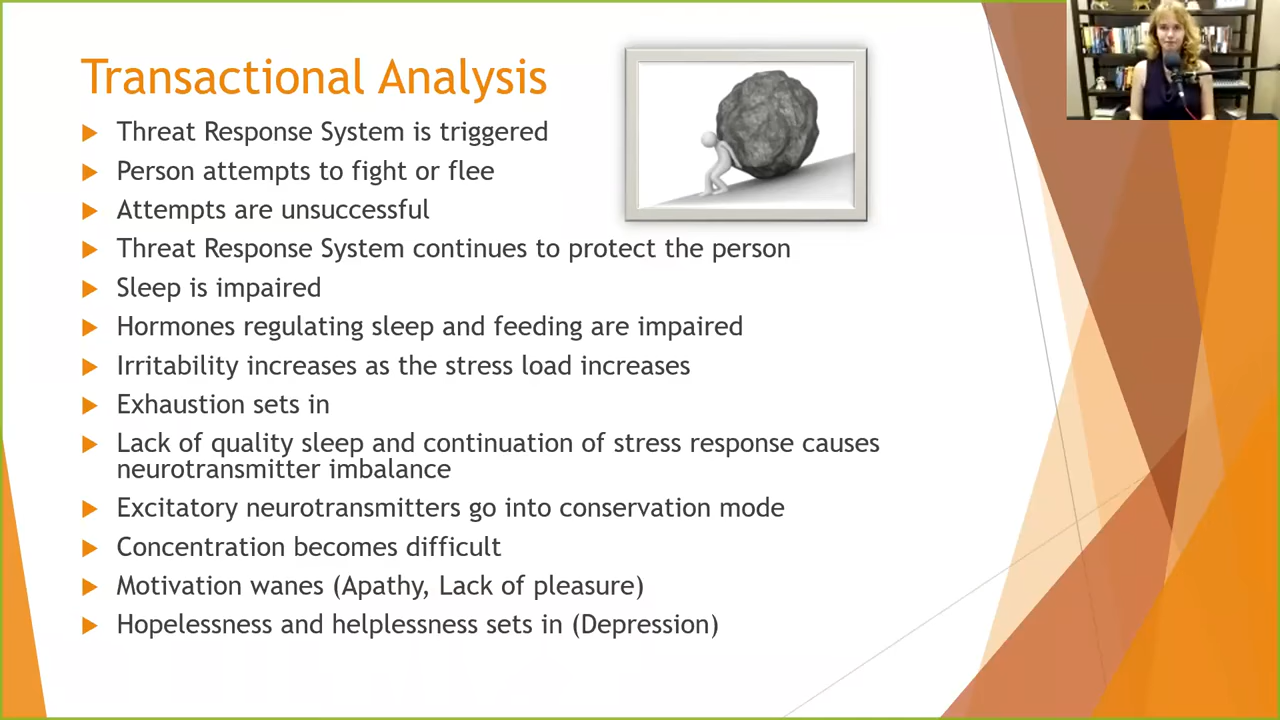 Transactional Analysis
Threat Response System is triggered
Person attempts to fight or flee
Attempts are unsuccessful
Threat Response System continues to protect the person
Sleep is impaired
Hormones regulating sleep and feeding are impaired
Irritability increases as the stress load increases
Exhaustion sets in
Lack of quality sleep and continuation of stress response causes
neurotransmitter imbalance
Excitatory neurotransmitters go into conservation mode
Concentration becomes difficult
Motivation wanes (Apathy, Lack of pleasure)
Hopelessness and helplessness sets in (Depression)